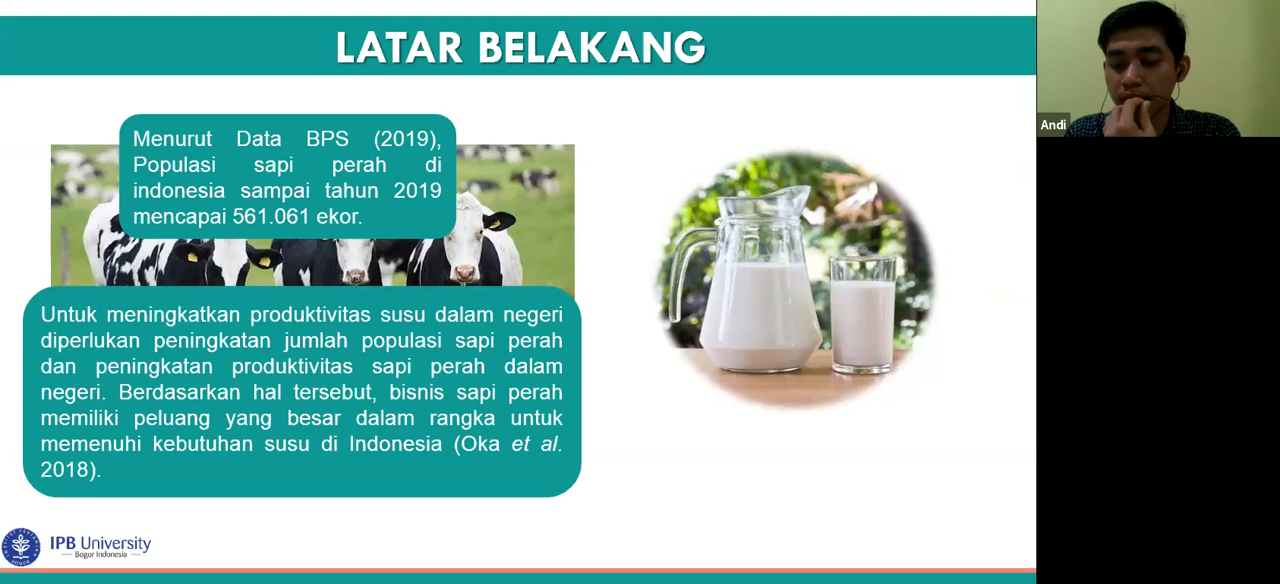 LATAR BELAKANG
Menurut Data BPS (2019),
Populasi sapi perah di
indonesia sampai tahun 2019
mencapai 561.061 ekor.
Untuk meningkatkan produktivitas susu dalam negeri
diperlukan peningkatan jumlah populasi sapi perah
dan peningkatan produktivitas sapi perah dalam
negeri. Berdasarkan hal tersebut, bisnis sapi perah
memiliki peluang yang besar dalam rangka untuk
memenuhi kebutuhan susu di Indonesia (Oka et al.
2018).
IPB University
Bogor Indonesia
Andi